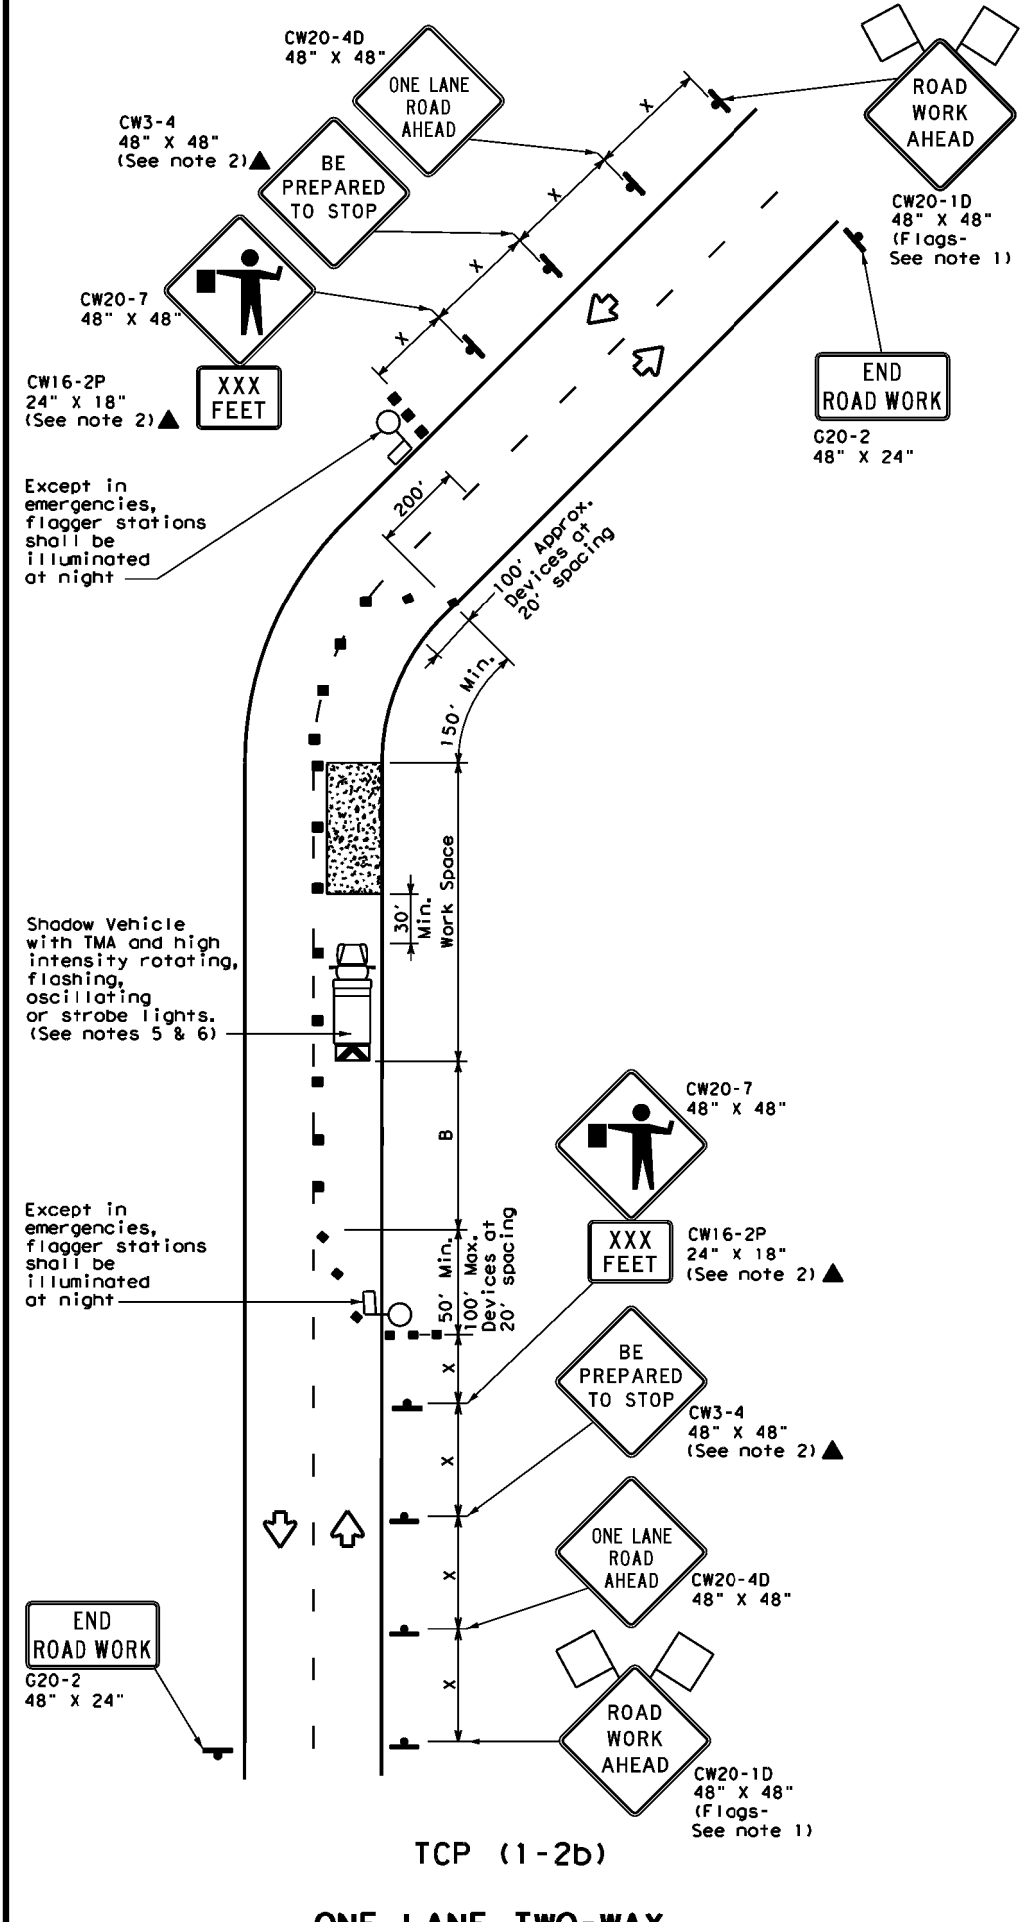 CW20-4D
48" X 48"
ONE LANE
ROAD
AHEAD
X
ROAD
WORK
AHEAD
CW20-1D
48" X 48"
(Flags-
See note 1)
CW3-4
48" X 48"
(See note 2)▲
BE
PREPARED
TO STOP
X
X
X
CW20-7
48" X 48"
CW16-2P
24" X 18"
(See note 2)▲
XXX
FEET
END
ROAD WORK
G20-2
48" X 24"
Except in
emergencies,
flagger stations
shall be
illuminated
at night
200'
100' Approx.
Devices at
20' spacing
150' Min.
Work Space
30'
Min.
Shadow Vehicle
with TMA and high
intensity rotating,
flashing,
oscillating
or strobe lights.
(See notes 5 & 6)
B
CW20-7
48" X 48"
XXX
FEET
CW16-2P
24" X 18"
(See note 2)▲
Except in
emergencies,
flagger stations
shall be
illuminated
at night
50' Min.
100' Max.
Devices at
20' spacing
X
BE
PREPARED
TO STOP
CW3-4
48" X 48"
(See note 2)▲
X
ONE LANE
ROAD
AHEAD
CW20-4D
48" X 48"
X
END
ROAD WORK
G20-2
48" X 24"
X
ROAD
WORK
AHEAD
CW20-1D
48" X 48"
(Flags-
See note 1)
TCP (1-2b)
ONE LANE TWO-WAY